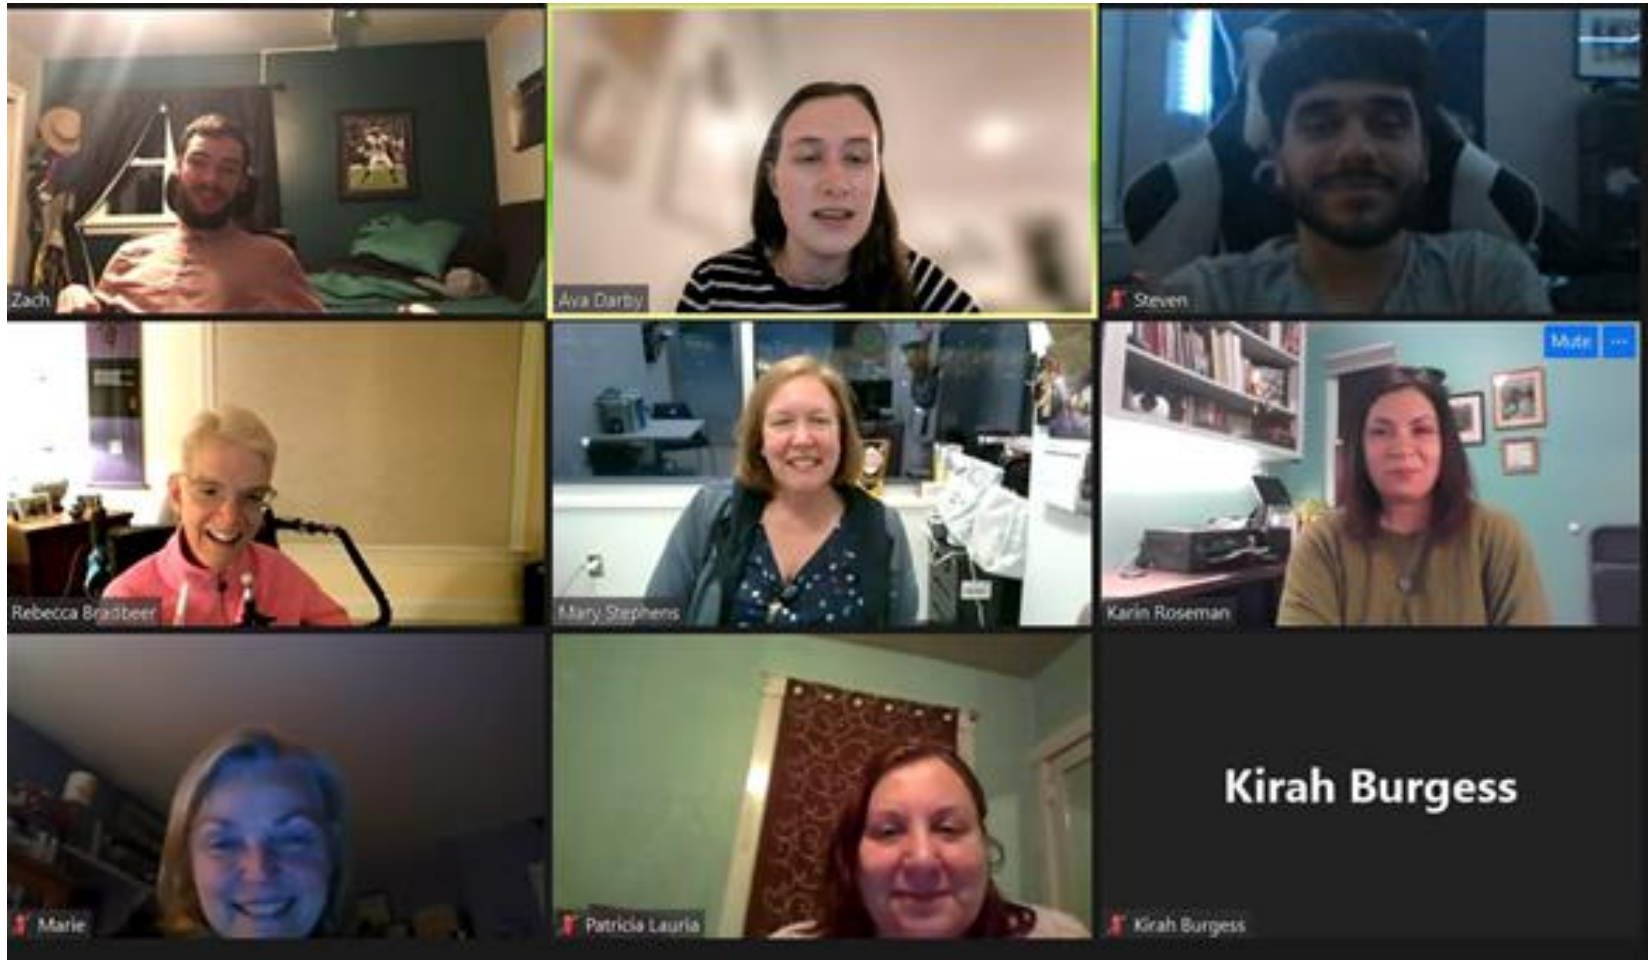 Zach
Ava Darby
Steven
Mute ...
Rebecca Bradbeer
Mary Stephens
Karin Roseman
Kirah Burgess
Marie
Patricia Lauria
Kirah Burgess